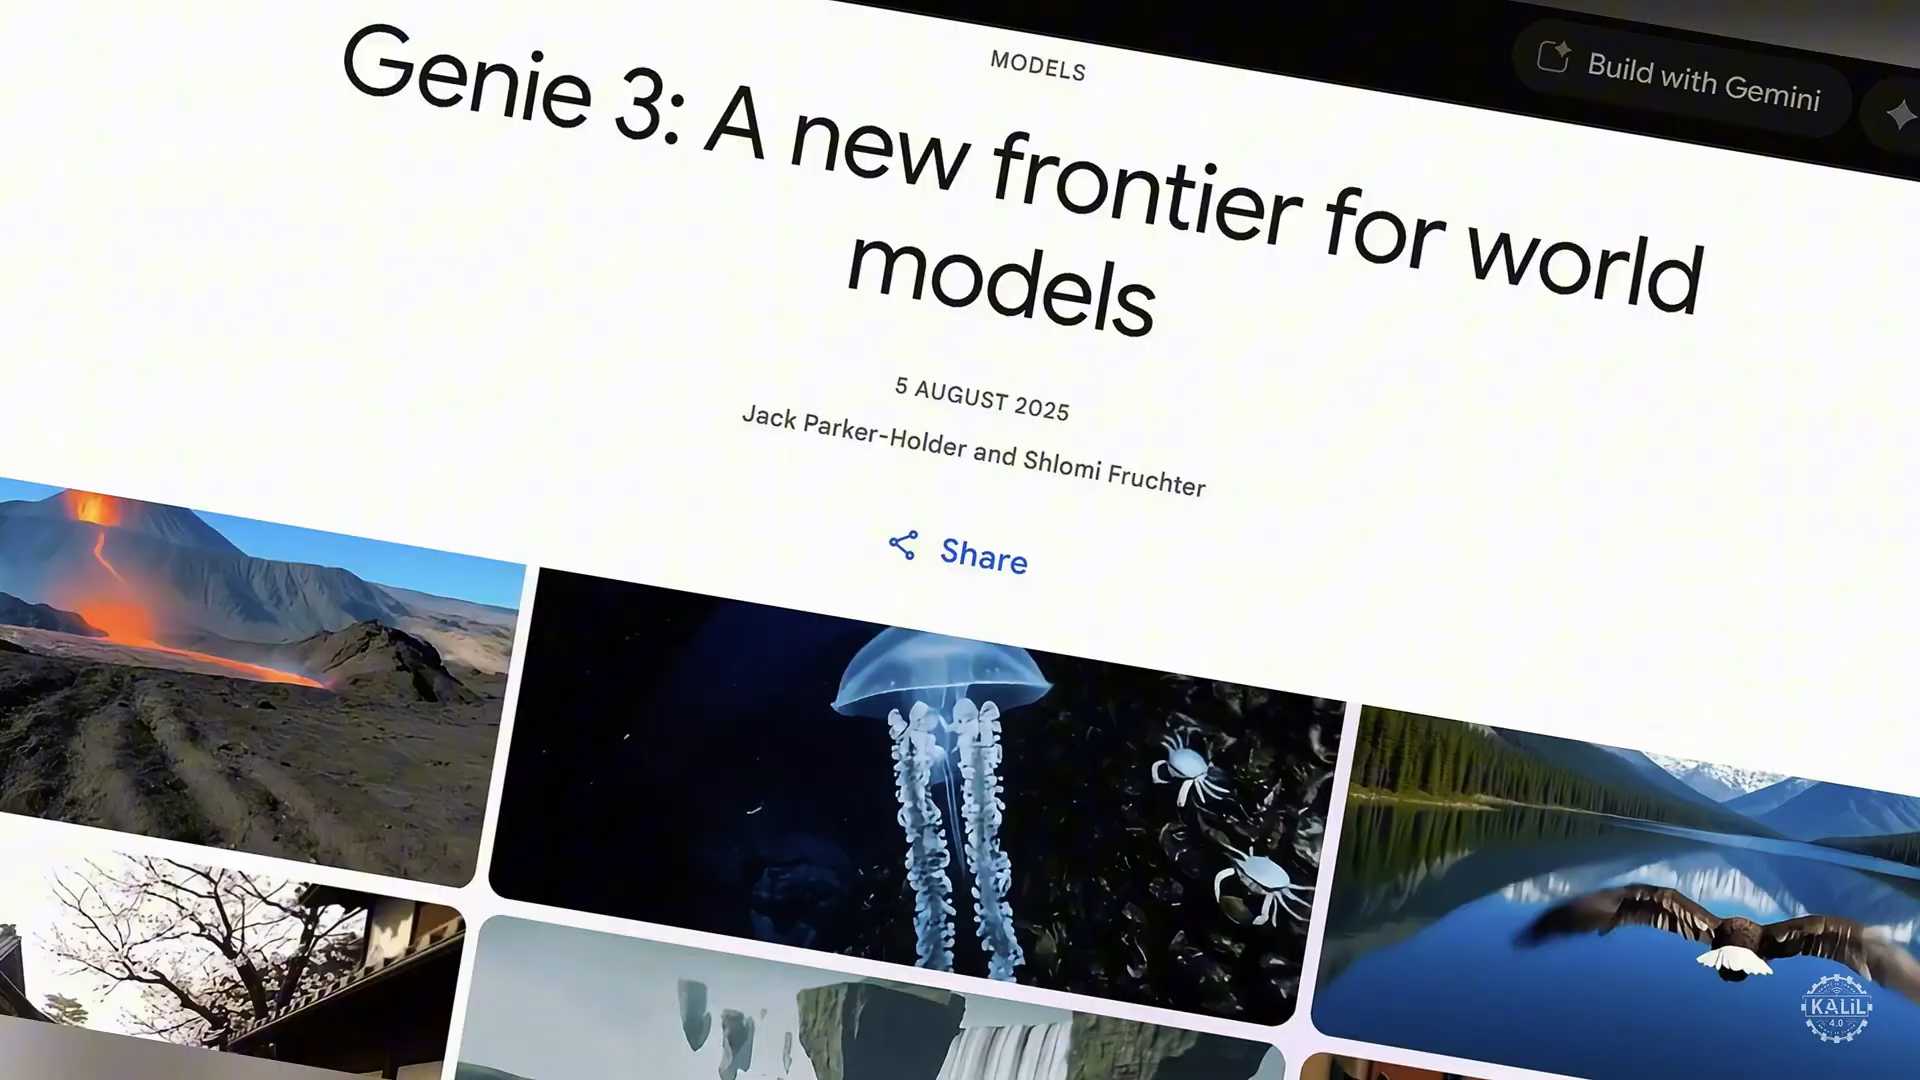 Build with Gemini
MODELS
Genie 3: A new frontier for world
models
5 AUGUST 2025
Jack Parker-Holder and Shlomi Fruchter
Share
KALiL
4.0